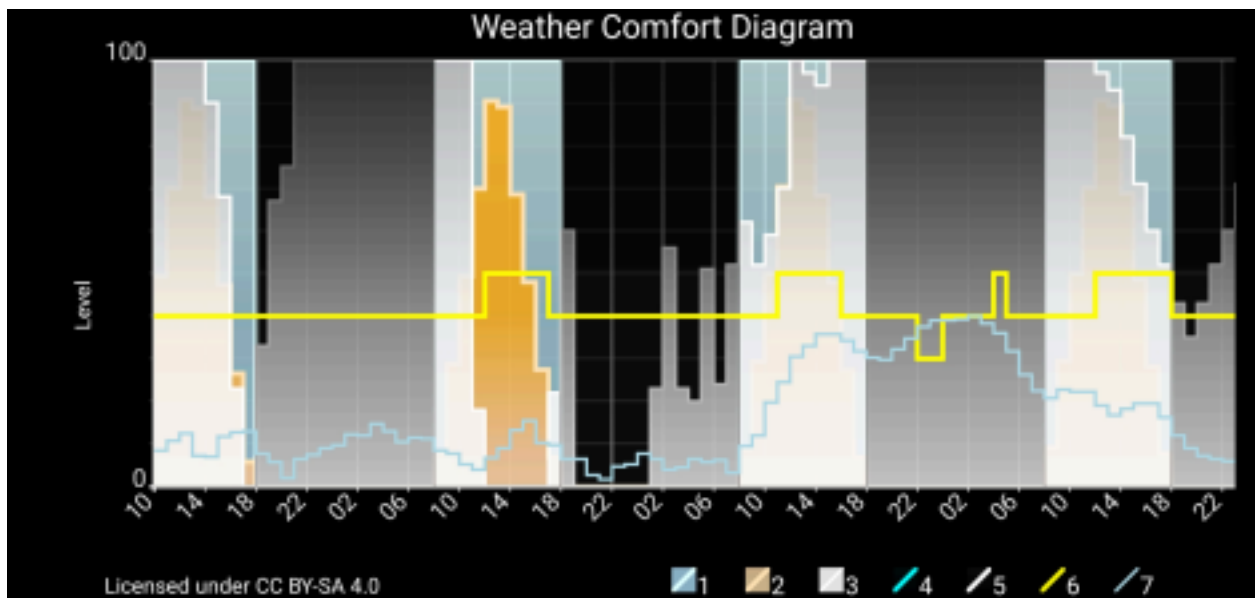 Weather Comfort Diagram
100
Level
0
10 14 18 22 02 06 10 14 18 22 02 06 10 14 18 22 02 06 10 14 18 22
Licensed under CC BY-SA 4.0 1 2 3 4 5 6 7